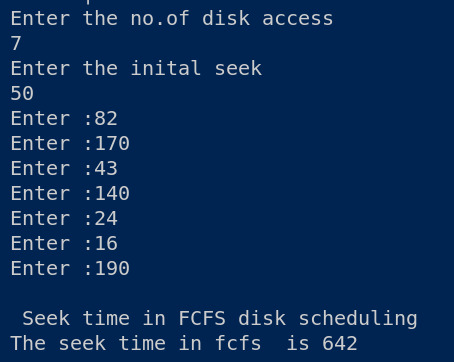 Enter the no.of disk access
7
Enter the inital seek
50
Enter :82
Enter :170
Enter :43
Enter :140
Enter :24
Enter :16
Enter :190
Seek time in FCFS disk scheduling
The seek time in fcfs  is 642